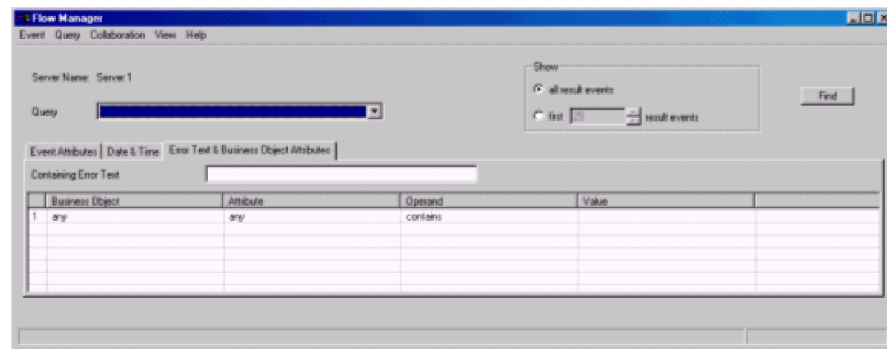 Flow Manager
Event Query Collaboration View Help
Server Name: Server 1
Query
Show
all result events
first 25 result events
Find
Event Attributes Date & Time Error Text & Business Object Attributes
Containing Error Text
Business Object Attribute Operand Value
1 any any contains